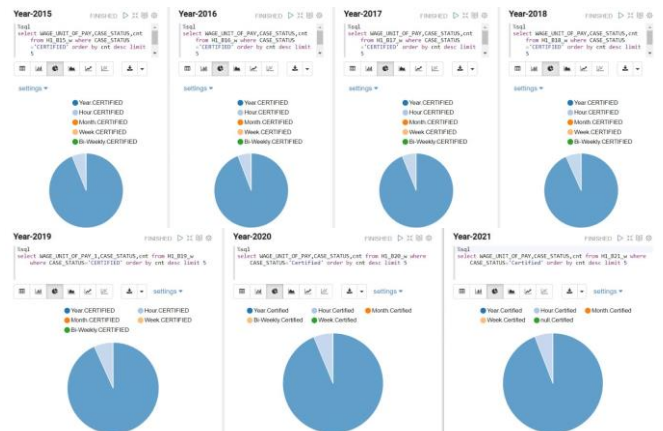 Year-2015
FINISHED
%sql
select WAGE_UNIT_OF_PAY,CASE_STATUS,cnt
from H1_B15_w where CASE_STATUS
="CERTIFIED" order by cnt desc limit
5
settings
Year CERTIFIED
Hour CERTIFIED
Month CERTIFIED
Week CERTIFIED
Bi-Weekly CERTIFIED
Year-2016
FINISHED
%sql
select WAGE_UNIT_OF_PAY,CASE_STATUS,cnt
from H1_B16_w where CASE_STATUS
="CERTIFIED" order by cnt desc limit
5
settings
Year CERTIFIED
Hour CERTIFIED
Month CERTIFIED
Week CERTIFIED
Bi-Weekly CERTIFIED
Year-2017
FINISHED
%sql
select WAGE_UNIT_OF_PAY,CASE_STATUS,cnt
from H1_B17_w where CASE_STATUS
="CERTIFIED" order by cnt desc limit
5
settings
Year CERTIFIED
Hour CERTIFIED
Month CERTIFIED
Week CERTIFIED
Bi-Weekly CERTIFIED
Year-2018
FINISHED
%sql
select WAGE_UNIT_OF_PAY,CASE_STATUS,cnt
from H1_B18_w where CASE_STATUS
="CERTIFIED" order by cnt desc limit
5
settings
Year CERTIFIED
Hour CERTIFIED
Month CERTIFIED
Week CERTIFIED
Bi-Weekly CERTIFIED
Year-2019
FINISHED
%sql
select WAGE_UNIT_OF_PAY_1,CASE_STATUS,cnt from H1_B19_w
where CASE_STATUS="CERTIFIED" order by cnt desc limit 5
settings
Year CERTIFIED Hour CERTIFIED
Month CERTIFIED Week CERTIFIED
Bi-Weekly CERTIFIED
Year-2020
FINISHED
%sql
select WAGE_UNIT_OF_PAY,CASE_STATUS,cnt from H1_B20_w where
CASE_STATUS="Certified" order by cnt desc limit 5
settings
Year Certified Hour Certified Month Certified
Bi-Weekly Certified Week Certified
Year-2021
FINISHED
%sql
select WAGE_UNIT_OF_PAY,CASE_STATUS,cnt from H1_B21_w where
CASE_STATUS="Certified" order by cnt desc limit 5
settings
Year Certified Hour Certified Month Certified
Week Certified null Certified